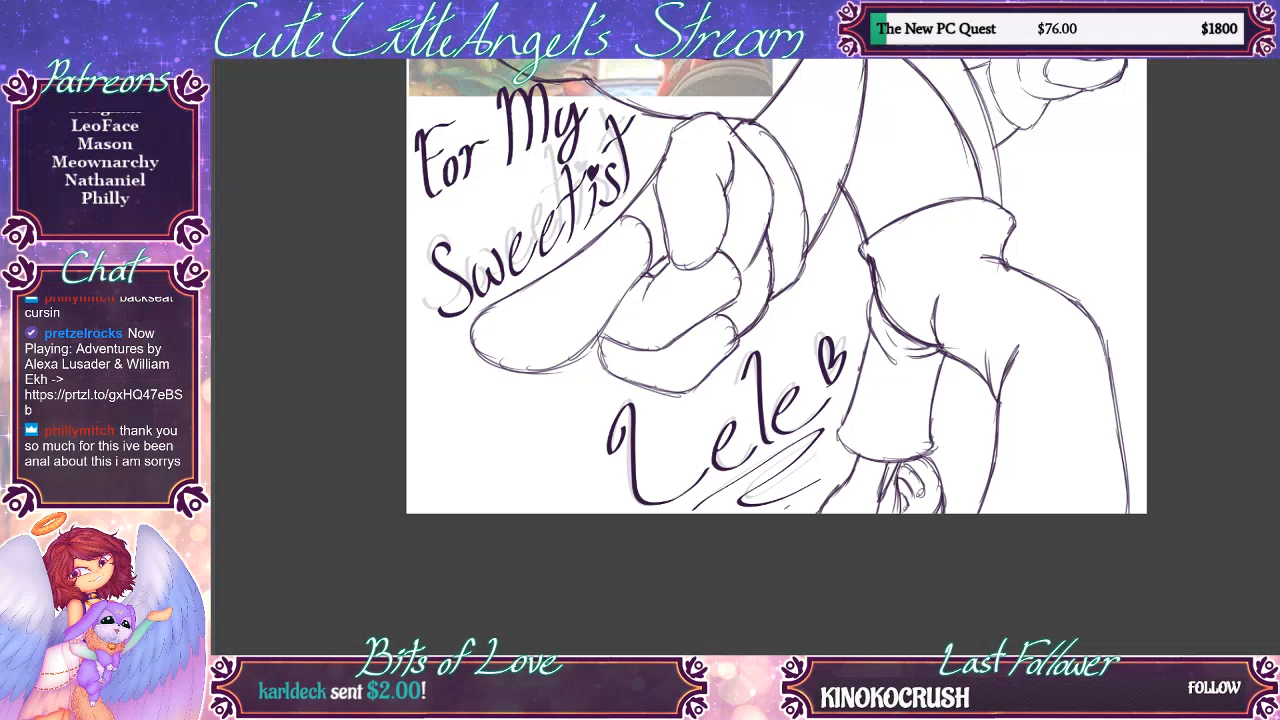 CuteLittleAngel's Stream
The New PC Quest $76.00 $1800
Patreons
LeoFace
Mason
Meownarchy
Nathaniel
Philly
Chat
phillymitch backseat
cursin
pretzelrocks Now
Playing: Adventures by
Alexa Lusader & William
Ekh ->
https://prtzl.to/gxHQ47eBS
b
phillymitch thank you
so much for this ive been
anal about this i am sorrys
For My
Sweetist
Lele B
Bits of Love
karldeck sent $2.00!
Last Follower
KINOKOCRUSH
FOLLOW